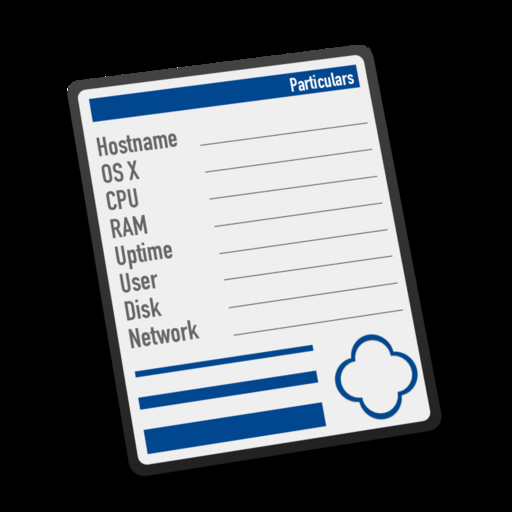 Particulars
Hostname
OS X
CPU
RAM
Uptime
User
Disk
Network